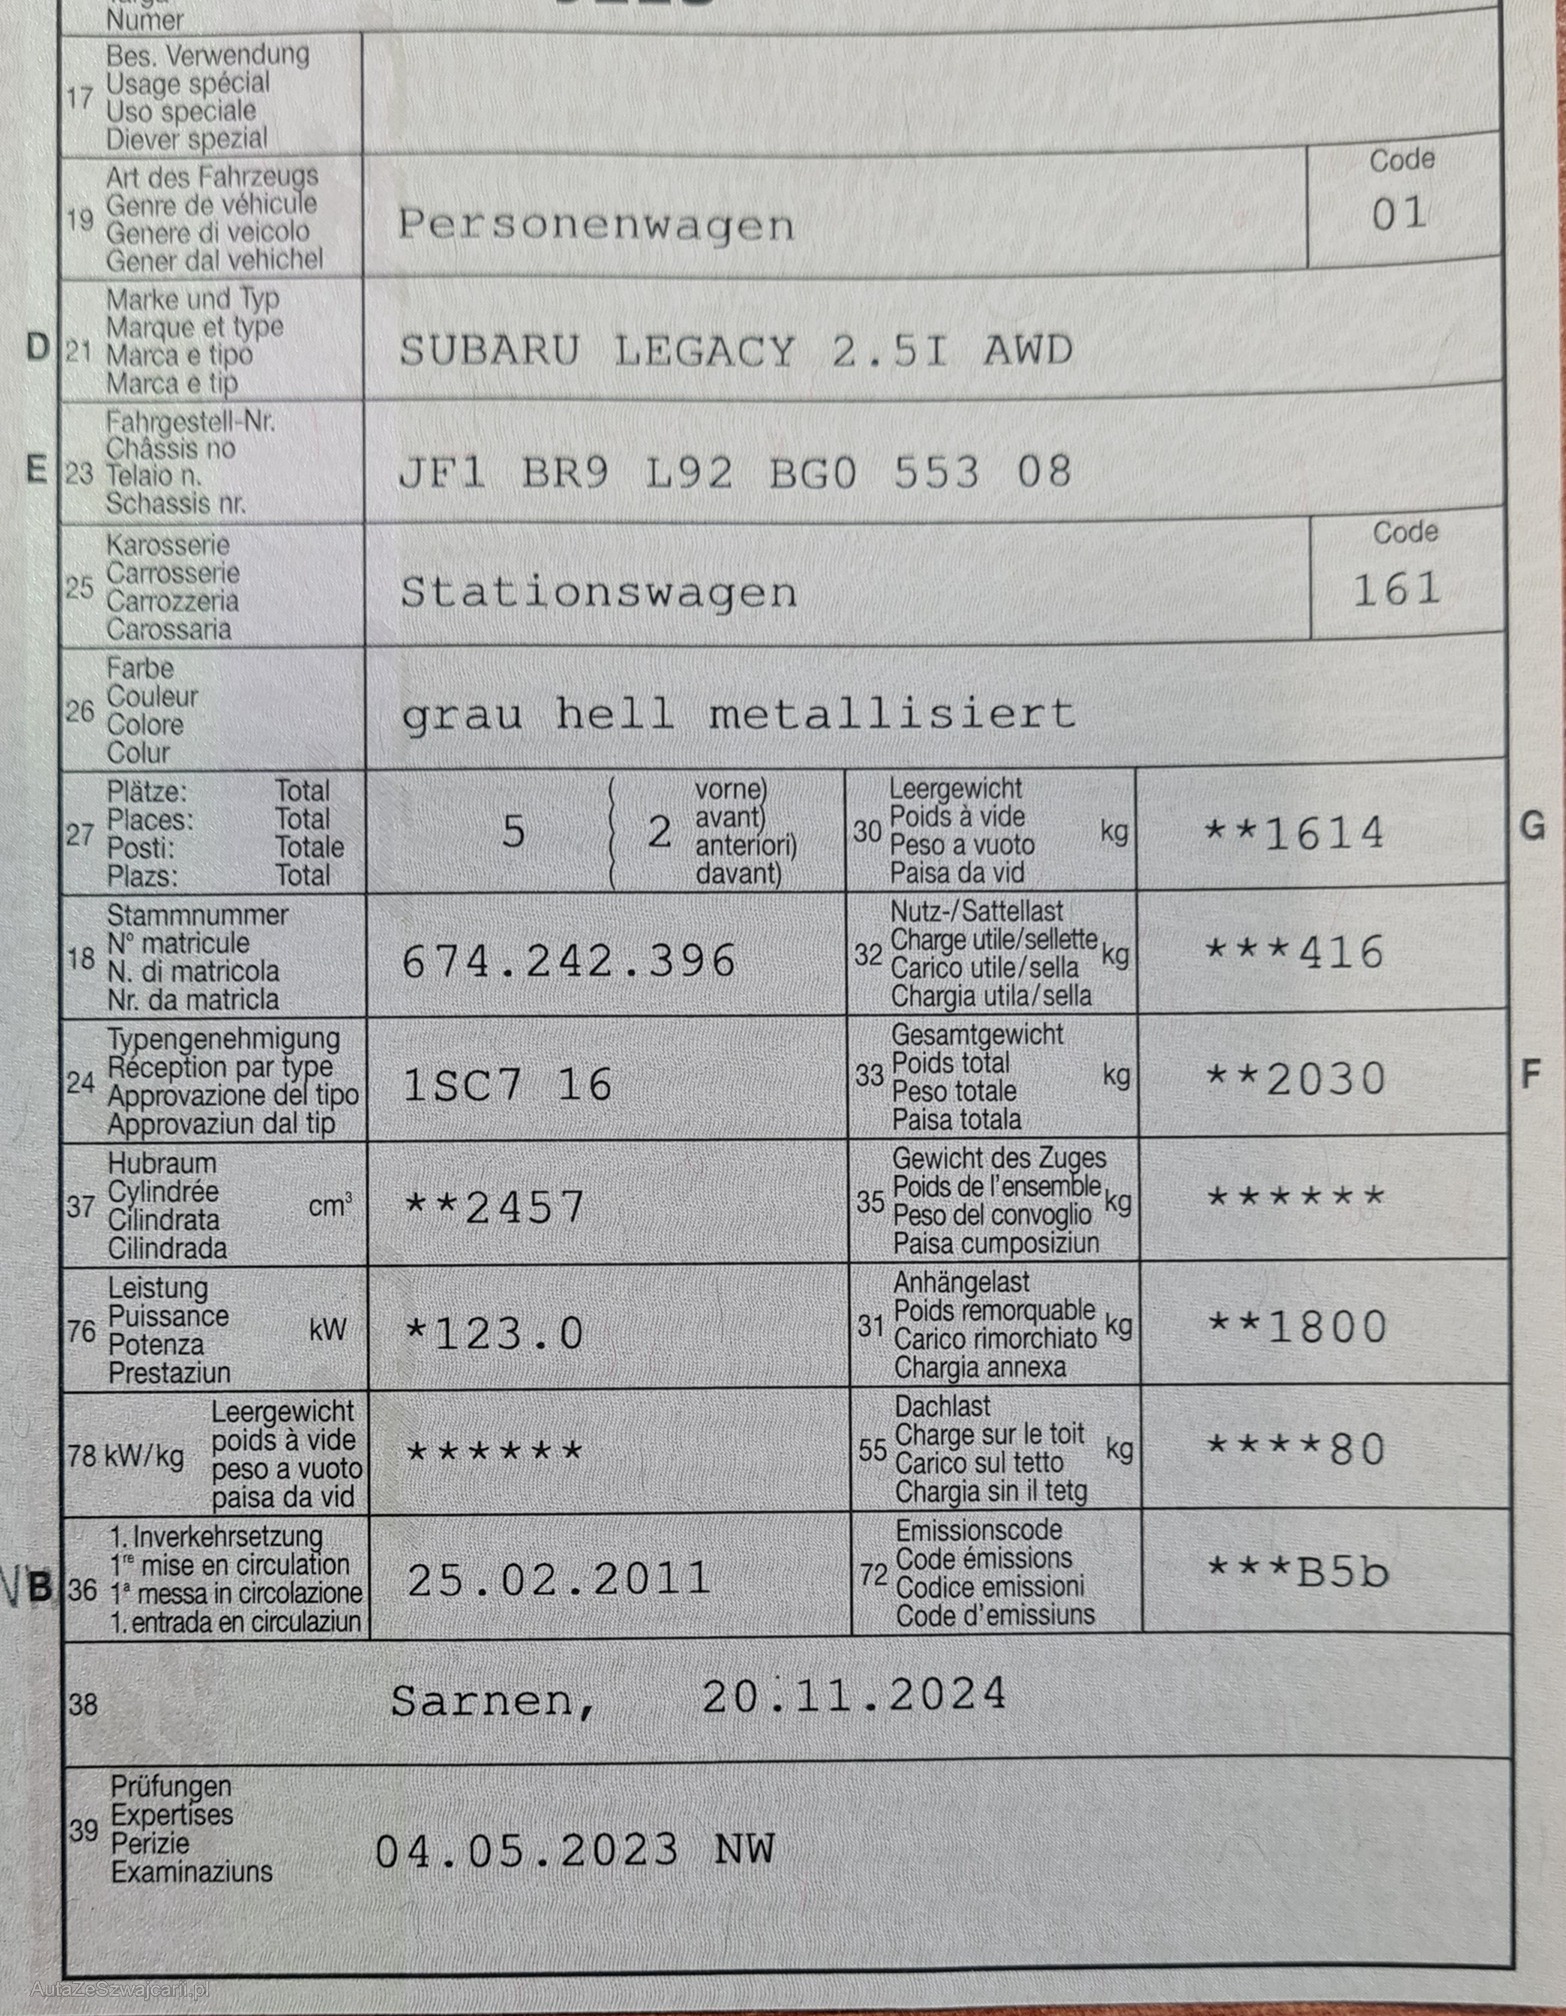 Numer
17 Bes. Verwendung
Usage spécial
Uso speciale
Diever spezial
19 Art des Fahrzeugs
Genre de véhicule
Genere di veicolo
Gener dal vehichel
Personenwagen
Code
01
D 21 Marke und Typ
Marque et type
Marca e tipo
Marca e tip
SUBARU LEGACY 2.5I AWD
E 23 Fahrgestell-Nr.
Châssis no
Telaio n.
Schassis nr.
JF1 BR9 L92 BG0 553 08
25 Karosserie
Carrosserie
Carrozzeria
Carossaria
Stationswagen
Code
161
26 Farbe
Couleur
Colore
Colur
grau hell metallisiert
27 Plätze: Total
Places: Total
Posti: Totale
Plazs: Total
5 ( 2 vorne)
avant)
anteriori)
davant)
30 Leergewicht
Poids à vide
Peso a vuoto
Paisa da vid
kg **1614 G
18 Stammnummer
N° matricule
N. di matricola
Nr. da matricla
674.242.396
32 Nutz-/Sattellast
Charge utile/sellette
Carico utile/sella
Chargia utila/sella
kg ***416
24 Typengenehmigung
Réception par type
Approvazione del tipo
Approvaziun dal tip
1SC7 16
33 Gesamtgewicht
Poids total
Peso totale
Paisa totala
kg **2030 F
37 Hubraum
Cylindrée
Cilindrata
Cilindrada
cm³ **2457
35 Gewicht des Zuges
Poids de l'ensemble
Peso del convoglio
Paisa cumposiziun
kg ******
76 Leistung
Puissance
Potenza
Prestaziun
kW *123.0
31 Anhängelast
Poids remorquable
Carico rimorchiato
Chargia annexa
kg **1800
78 kW/kg Leergewicht
poids à vide
peso a vuoto
paisa da vid
******
55 Dachlast
Charge sur le toit
Carico sul tetto
Chargia sin il tetg
kg ****80
B 36 1. Inverkehrsetzung
1re mise en circulation
1a messa in circolazione
1. entrada en circulaziun
25.02.2011
72 Emissionscode
Code émissions
Codice emissioni
Code d'emissiuns
***B5b
38 Sarnen, 20.11.2024
39 Prüfungen
Expertises
Perizie
Examinaziuns
04.05.2023 NW
AutaZeSzwajcarii.pl